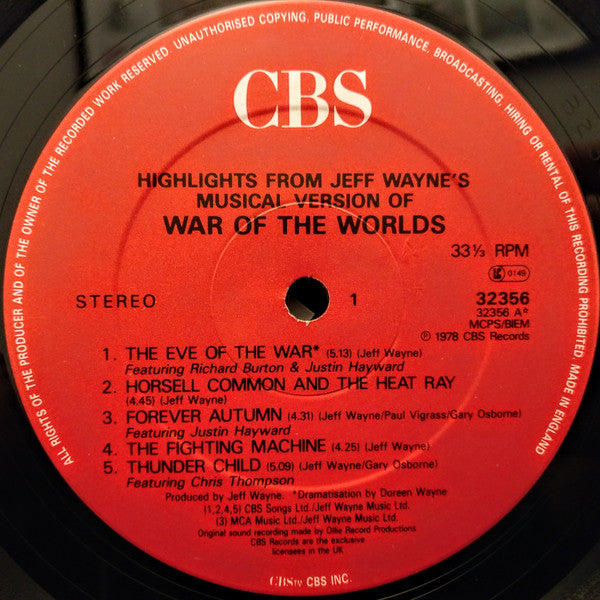 ALL RIGHTS OF THE PRODUCER AND OF THE OWNER OF THE RECORDED WORK RESERVED. UNAUTHORISED COPYING, PUBLIC PERFORMANCE, BROADCASTING, HIRING OR RENTAL OF THIS RECORDING PROHIBITED. MADE IN ENGLAND
CBS
HIGHLIGHTS FROM JEFF WAYNE'S
MUSICAL VERSION OF
WAR OF THE WORLDS
33⅓ RPM
LC 0149
STEREO 1 32356
32356 A*
MCPS/BIEM
℗ 1978 CBS Records
1. THE EVE OF THE WAR* (5.13) (Jeff Wayne)
Featuring Richard Burton & Justin Hayward
2. HORSELL COMMON AND THE HEAT RAY
(4.45) (Jeff Wayne)
3. FOREVER AUTUMN (4.31) (Jeff Wayne/Paul Vigrass/Gary Osborne)
Featuring Justin Hayward
4. THE FIGHTING MACHINE (4.25) (Jeff Wayne)
5. THUNDER CHILD (5.09) (Jeff Wayne/Gary Osborne)
Featuring Chris Thompson
Produced by Jeff Wayne. *Dramatisation by Doreen Wayne
(1,2,4,5) CBS Songs Ltd./Jeff Wayne Music Ltd.
(3) MCA Music Ltd./Jeff Wayne Music Ltd.
Original sound recording made by Ollie Record Productions
CBS Records are the exclusive
licensees in the UK
CBS TM CBS INC.